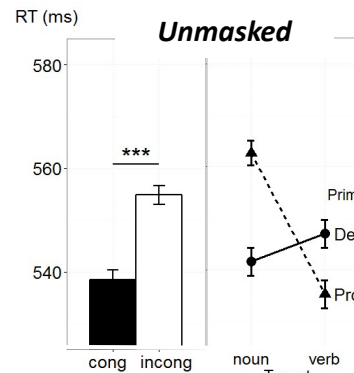 RT (ms)
Unmasked
580
560
540
***
cong incong
Prim
De
Pro
noun verb